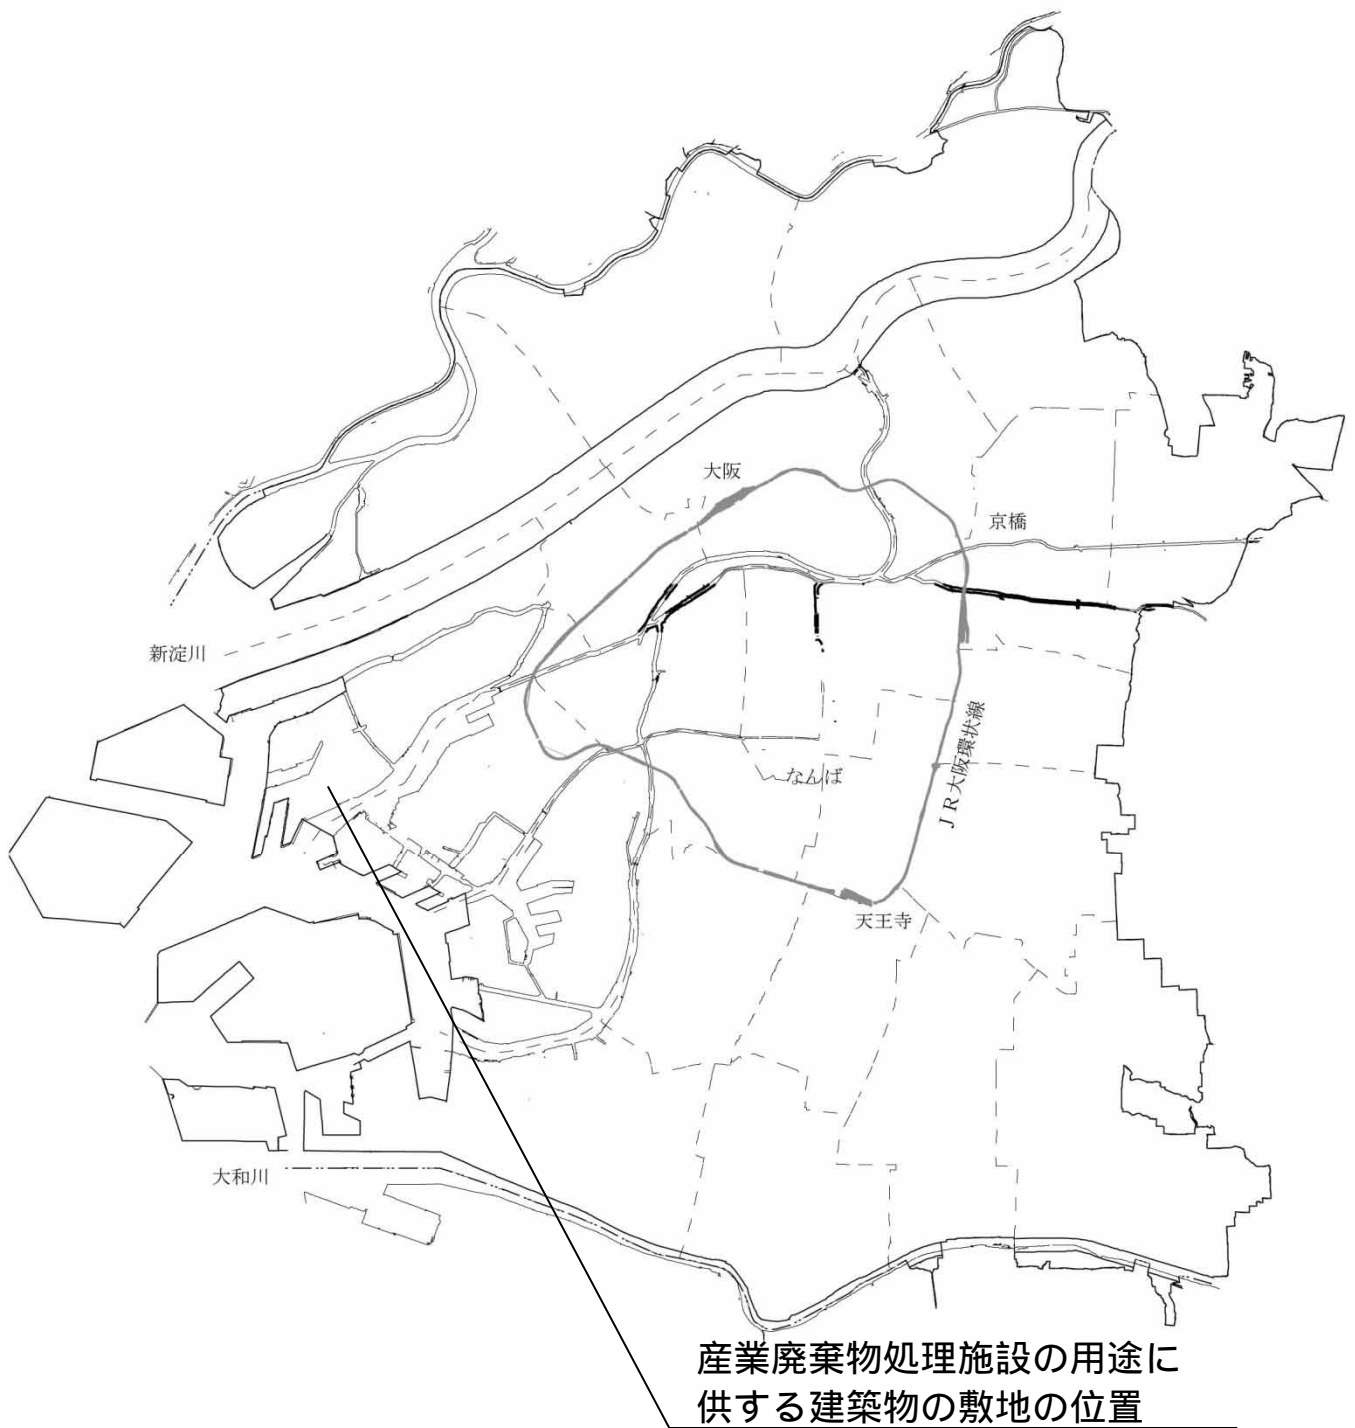 大阪
京橋
新淀川
JR大阪環状線
なんば
天王寺
大和川
産業廃棄物処理施設の用途に
供する建築物の敷地の位置